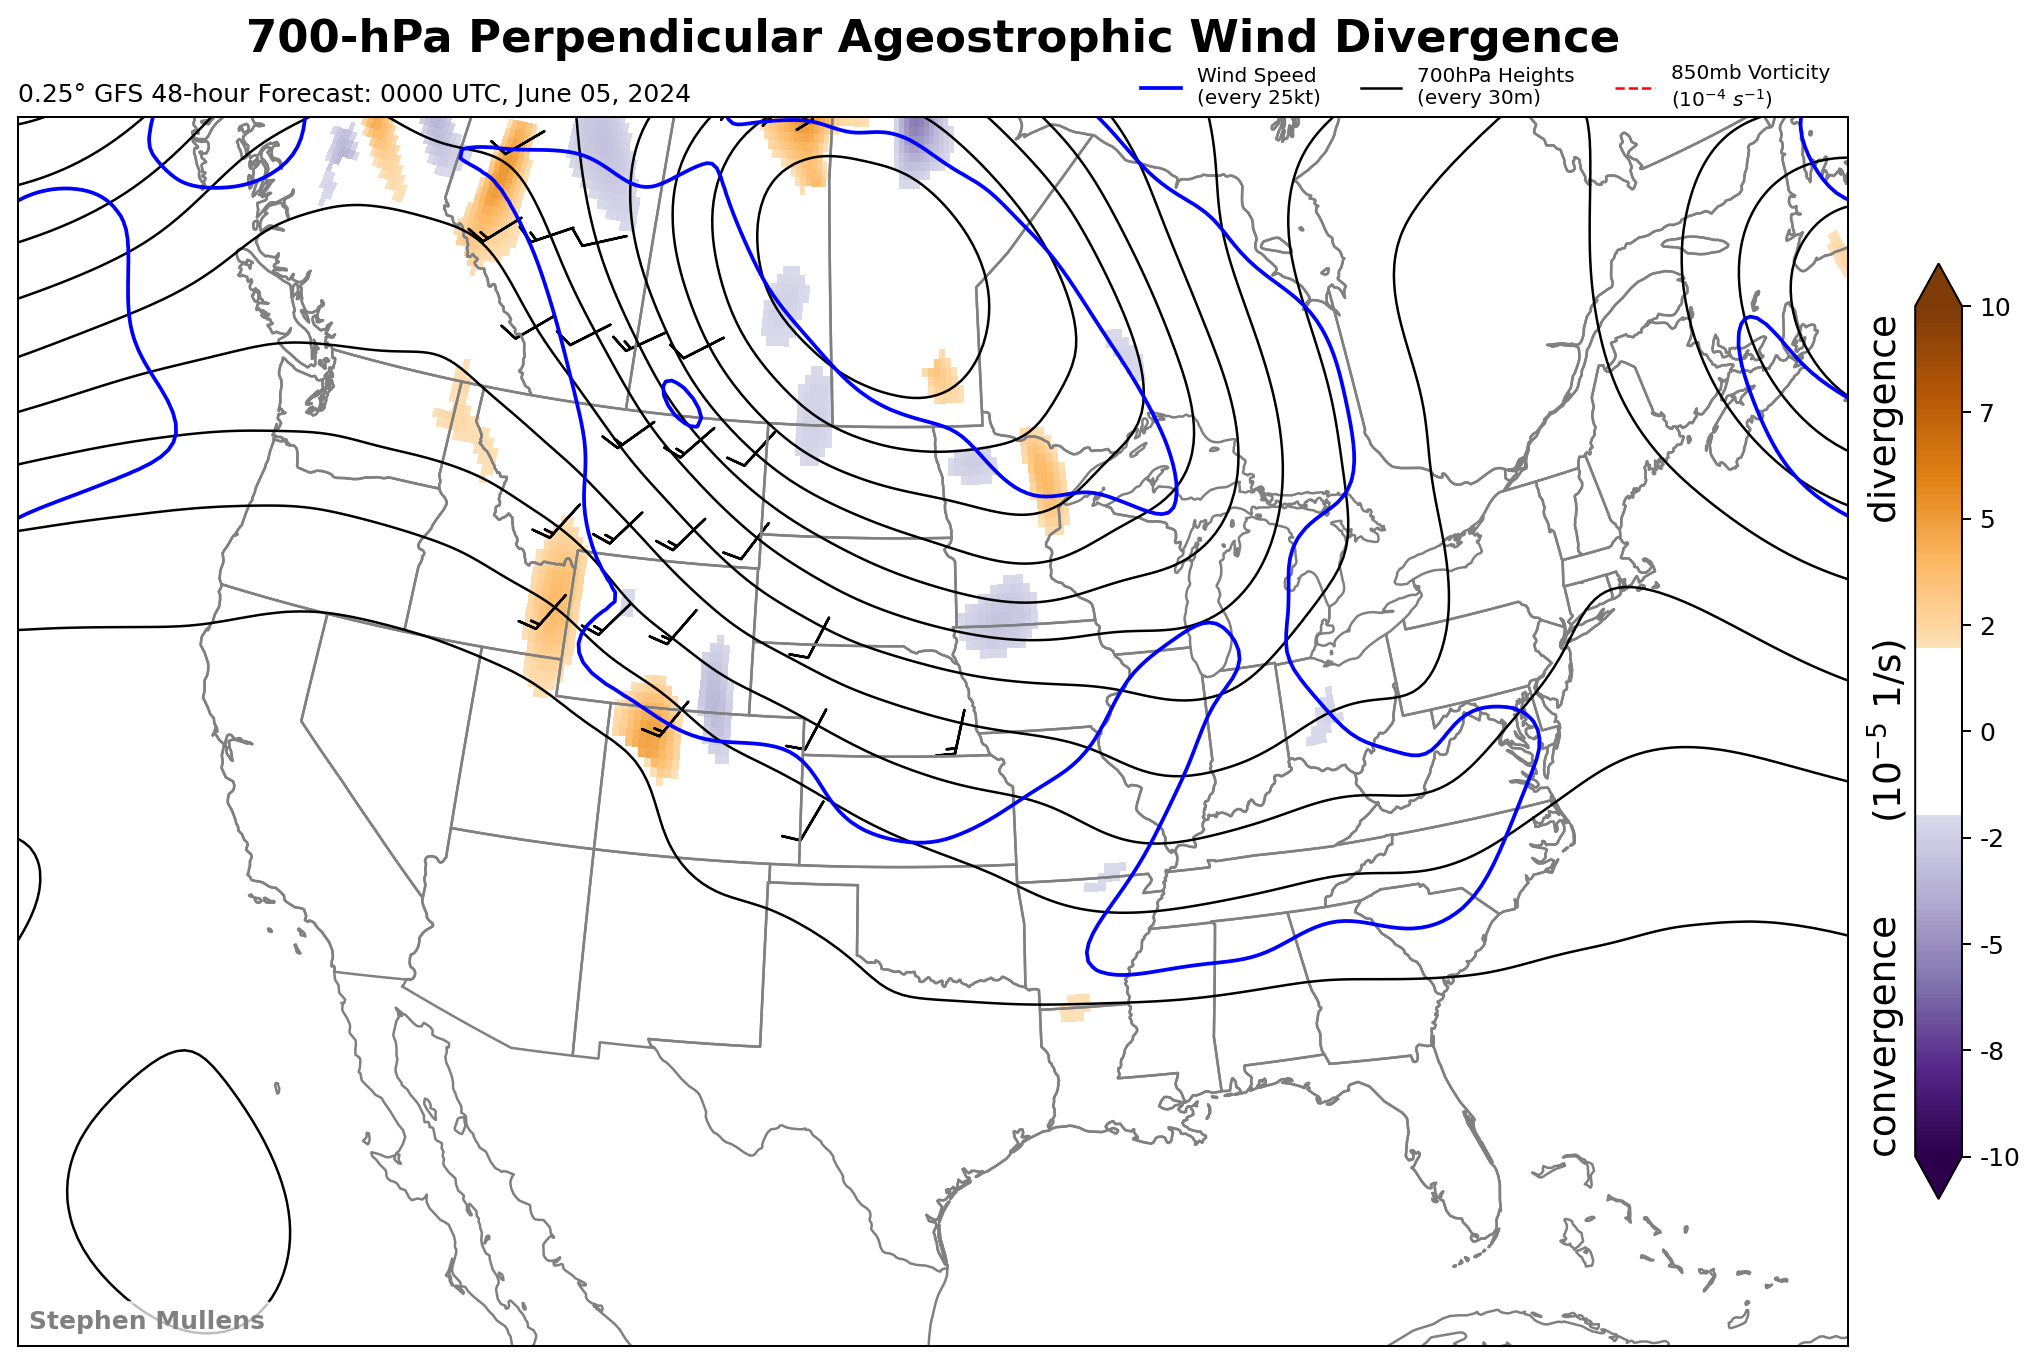 700-hPa Perpendicular Ageostrophic Wind Divergence
0.25° GFS 48-hour Forecast: 0000 UTC, June 05, 2024
Wind Speed
(every 25kt)
700hPa Heights
(every 30m)
850mb Vorticity
(10⁻⁴ s⁻¹)
10
7
5
2
0
-2
-5
-8
-10
convergence (10⁻⁵ 1/s) divergence
Stephen Mullens